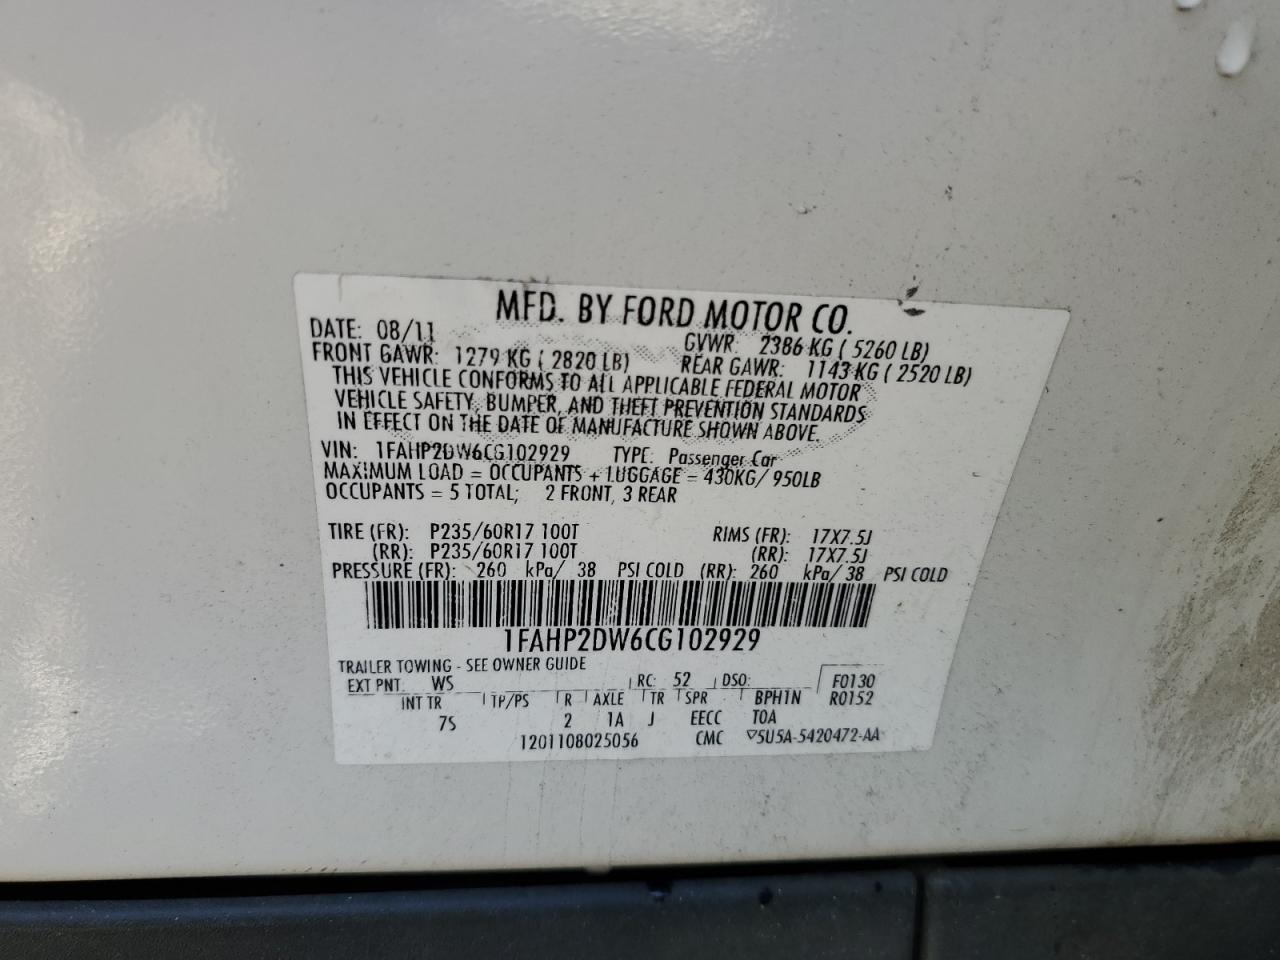 MFD. BY FORD MOTOR CO.
DATE: 08/11 GVWR: 2386 KG ( 5260 LB)
FRONT GAWR: 1279 KG ( 2820 LB) REAR GAWR: 1143 KG ( 2520 LB)
THIS VEHICLE CONFORMS TO ALL APPLICABLE FEDERAL MOTOR
VEHICLE SAFETY, BUMPER, AND THEFT PREVENTION STANDARDS
IN EFFECT ON THE DATE OF MANUFACTURE SHOWN ABOVE.
VIN: 1FAHP2DW6CG102929 TYPE: Passenger Car
MAXIMUM LOAD = OCCUPANTS + LUGGAGE = 430KG/ 950LB
OCCUPANTS = 5 TOTAL; 2 FRONT, 3 REAR
TIRE (FR): P235/60R17 100T RIMS (FR): 17X7.5J
(RR): P235/60R17 100T (RR): 17X7.5J
PRESSURE (FR): 260 kPa/ 38 PSI COLD (RR): 260 kPa/ 38 PSI COLD
1FAHP2DW6CG102929
TRAILER TOWING - SEE OWNER GUIDE
EXT PNT: WS RC: 52 DSO: F0130
INT TR TP/PS R AXLE TR SPR BPH1N R0152
7S 2 1A J EECC T0A
1201108025056 CMC ▽5U5A-5420472-AA